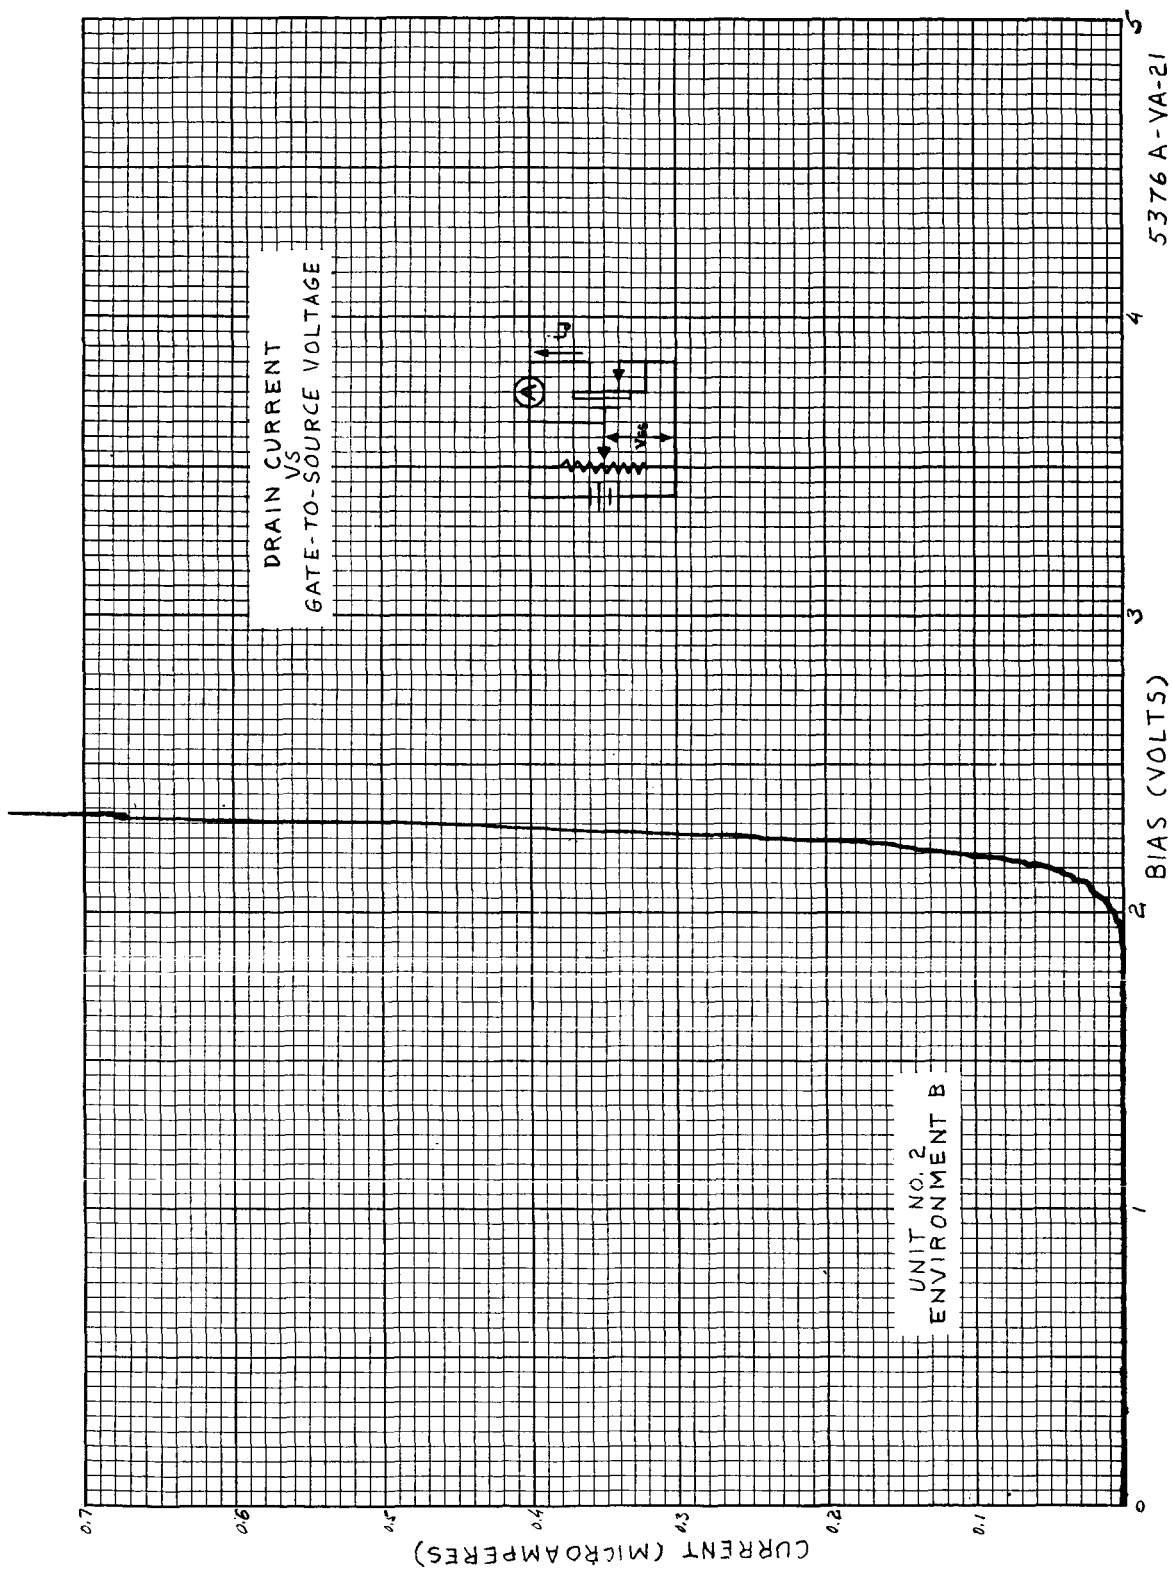 DRAIN CURRENT
VS
GATE-TO-SOURCE VOLTAGE
A
id
VGS
UNIT NO. 2
ENVIRONMENT B
CURRENT (MICROAMPERES)
0.7
0.6
0.5
0.4
0.3
0.2
0.1
0
1
2
3
4
5
BIAS (VOLTS)
5376A-VA-21